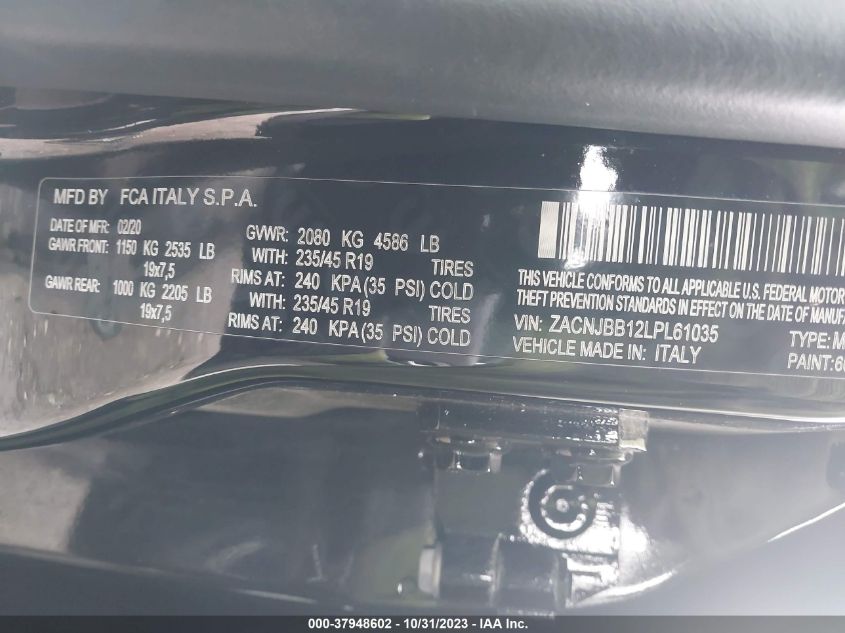 MFD BY FCA ITALY S.P.A.
DATE OF MFR: 02/20
GAWR FRONT: 1150 KG 2535 LB
19x7,5
GAWR REAR: 1000 KG 2205 LB
19x7,5
GVWR: 2080 KG 4586 LB
WITH: 235/45 R19 TIRES
RIMS AT: 240 KPA (35 PSI) COLD
WITH: 235/45 R19 TIRES
RIMS AT: 240 KPA (35 PSI) COLD
THIS VEHICLE CONFORMS TO ALL APPLICABLE U.S. FEDERAL MOTOR
THEFT PREVENTION STANDARDS IN EFFECT ON THE DATE OF MANUFA
VIN: ZACNJBB12LPL61035 TYPE: M
VEHICLE MADE IN: ITALY PAINT: 60
000-37948602 - 10/31/2023 - IAA Inc.